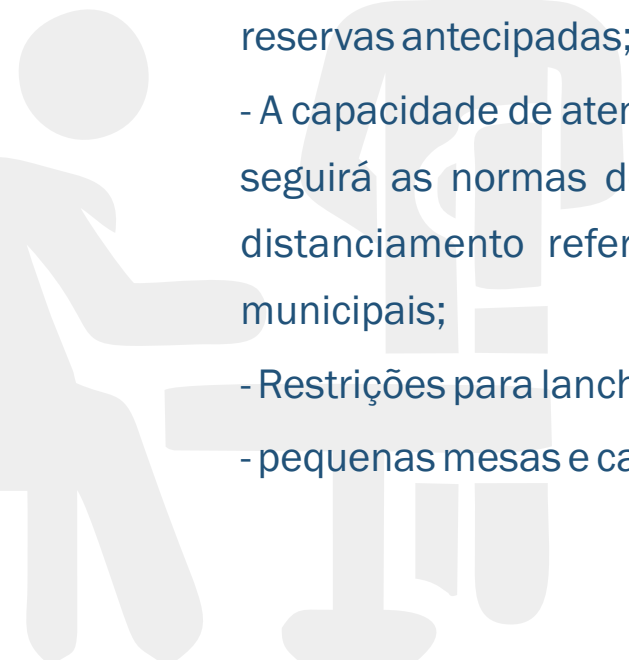 reservas antecipadas;
- A capacidade de
seguirá as normas
distanciamento
municipais;
- Restrições para
- pequenas mesas e